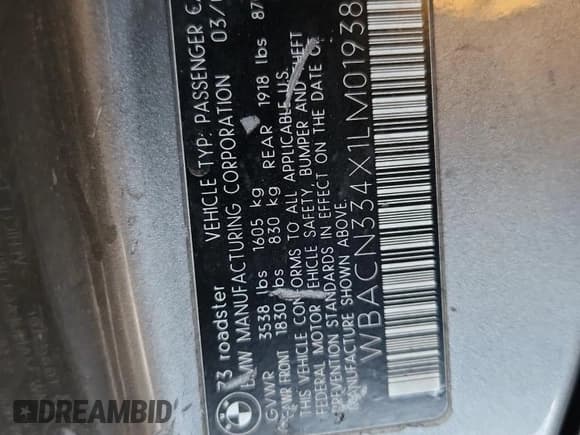 Z3 roadster VEHICLE TYP: PASSENGER C
BMW MANUFACTURING CORPORATION 03/
GVWR 3538 lbs 1605 kg
GAWR FRONT 1830 lbs 830 kg REAR 1918 lbs 87
THIS VEHICLE CONFORMS TO ALL APPLICABLE U.S.
FEDERAL MOTOR VEHICLE SAFETY, BUMPER AND THEFT
PREVENTION STANDARDS IN EFFECT ON THE DATE O
MANUFACTURE SHOWN ABOVE.
WBACN334X1LM01938
DREAMBID